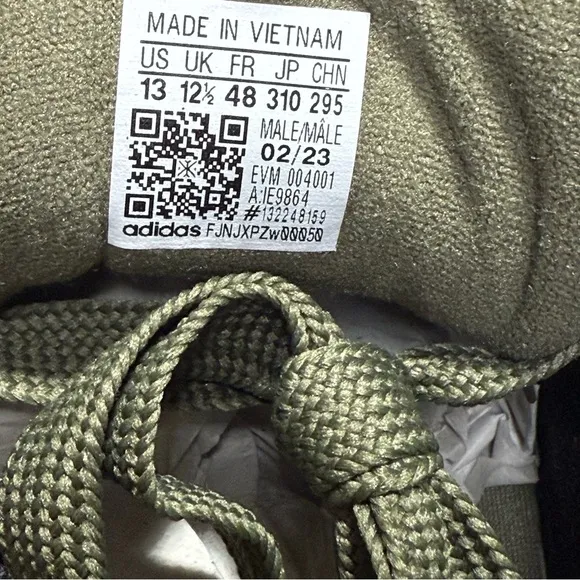 MADE IN VIETNAM
US UK FR JP CHN
13 12½ 48 310 295
MALE/MÂLE
02/23
EVM 004001
A:IE9864
#132248159
adidas FJNJXPZw00050